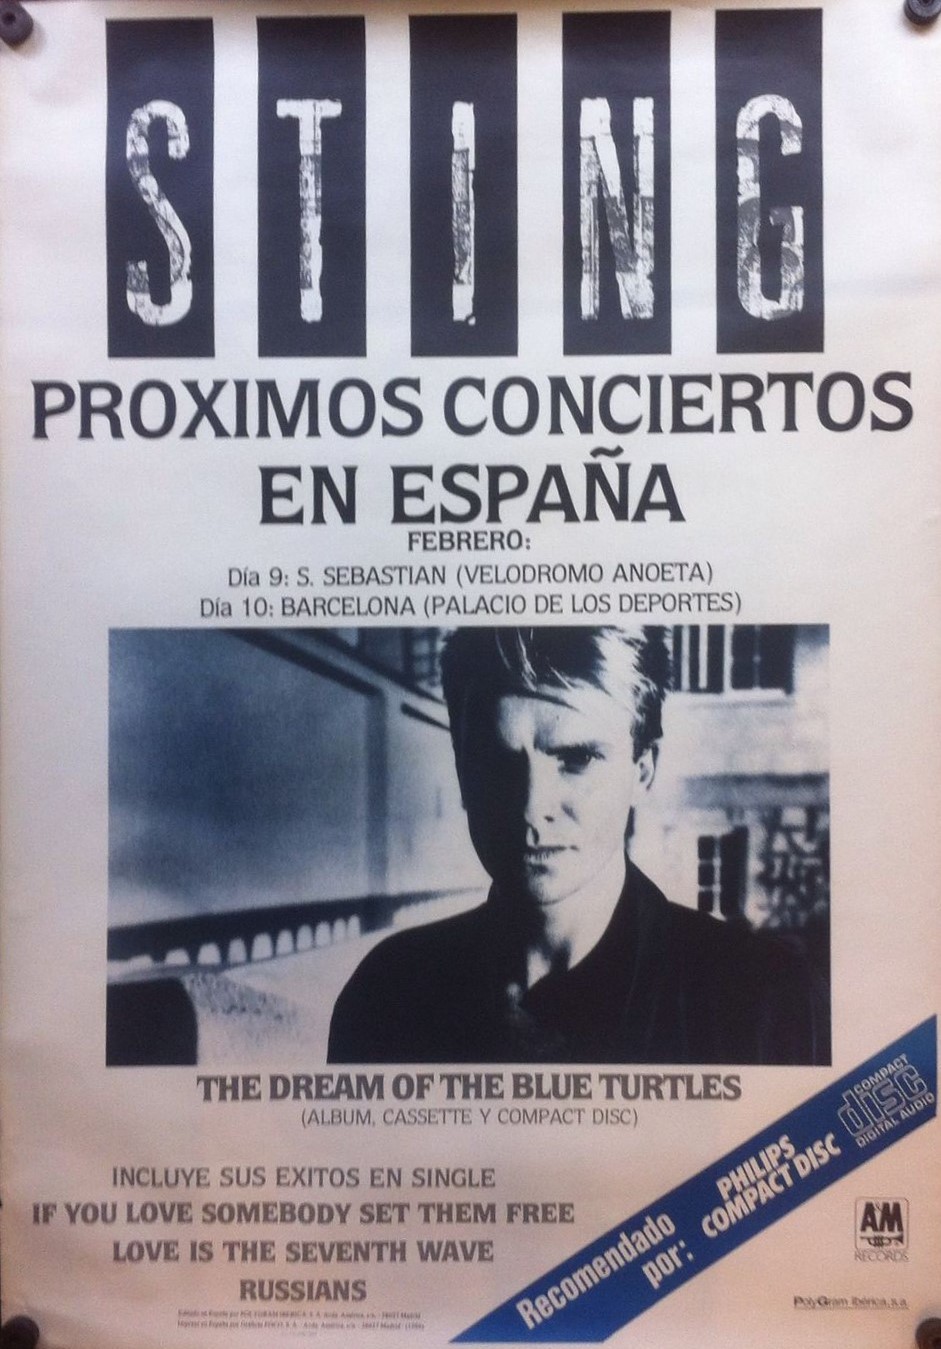 STING
PROXIMOS CONCIERTOS
EN ESPAÑA
FEBRERO:
Día 9: S. SEBASTIAN (VELODROMO ANOETA)
Día 10: BARCELONA (PALACIO DE LOS DEPORTES)
THE DREAM OF THE BLUE TURTLES
(ALBUM, CASSETTE Y COMPACT DISC)
INCLUYE SUS EXITOS EN SINGLE
IF YOU LOVE SOMEBODY SET THEM FREE
LOVE IS THE SEVENTH WAVE
RUSSIANS
Recomendado
por:
PHILIPS
COMPACT DISC
COMPACT
disc
DIGITAL AUDIO
A&M
RECORDS
PolyGram Ibérica, s.a.